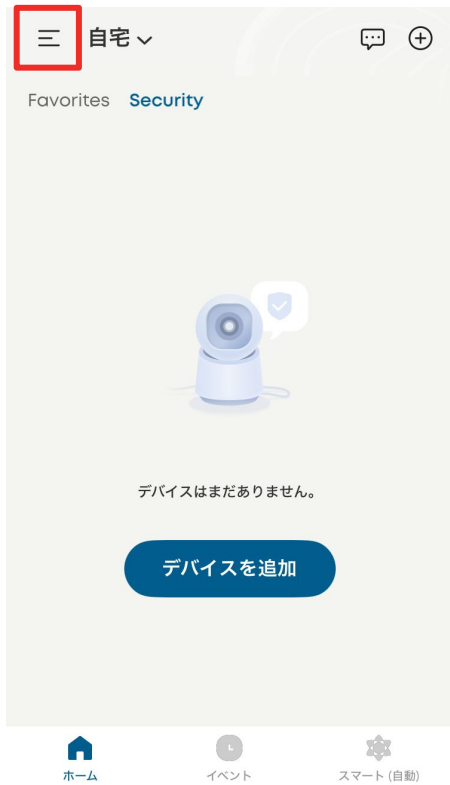 自宅
Favorites Security
デバイスはまだありません。
デバイスを追加
ホーム イベント スマート (自動)